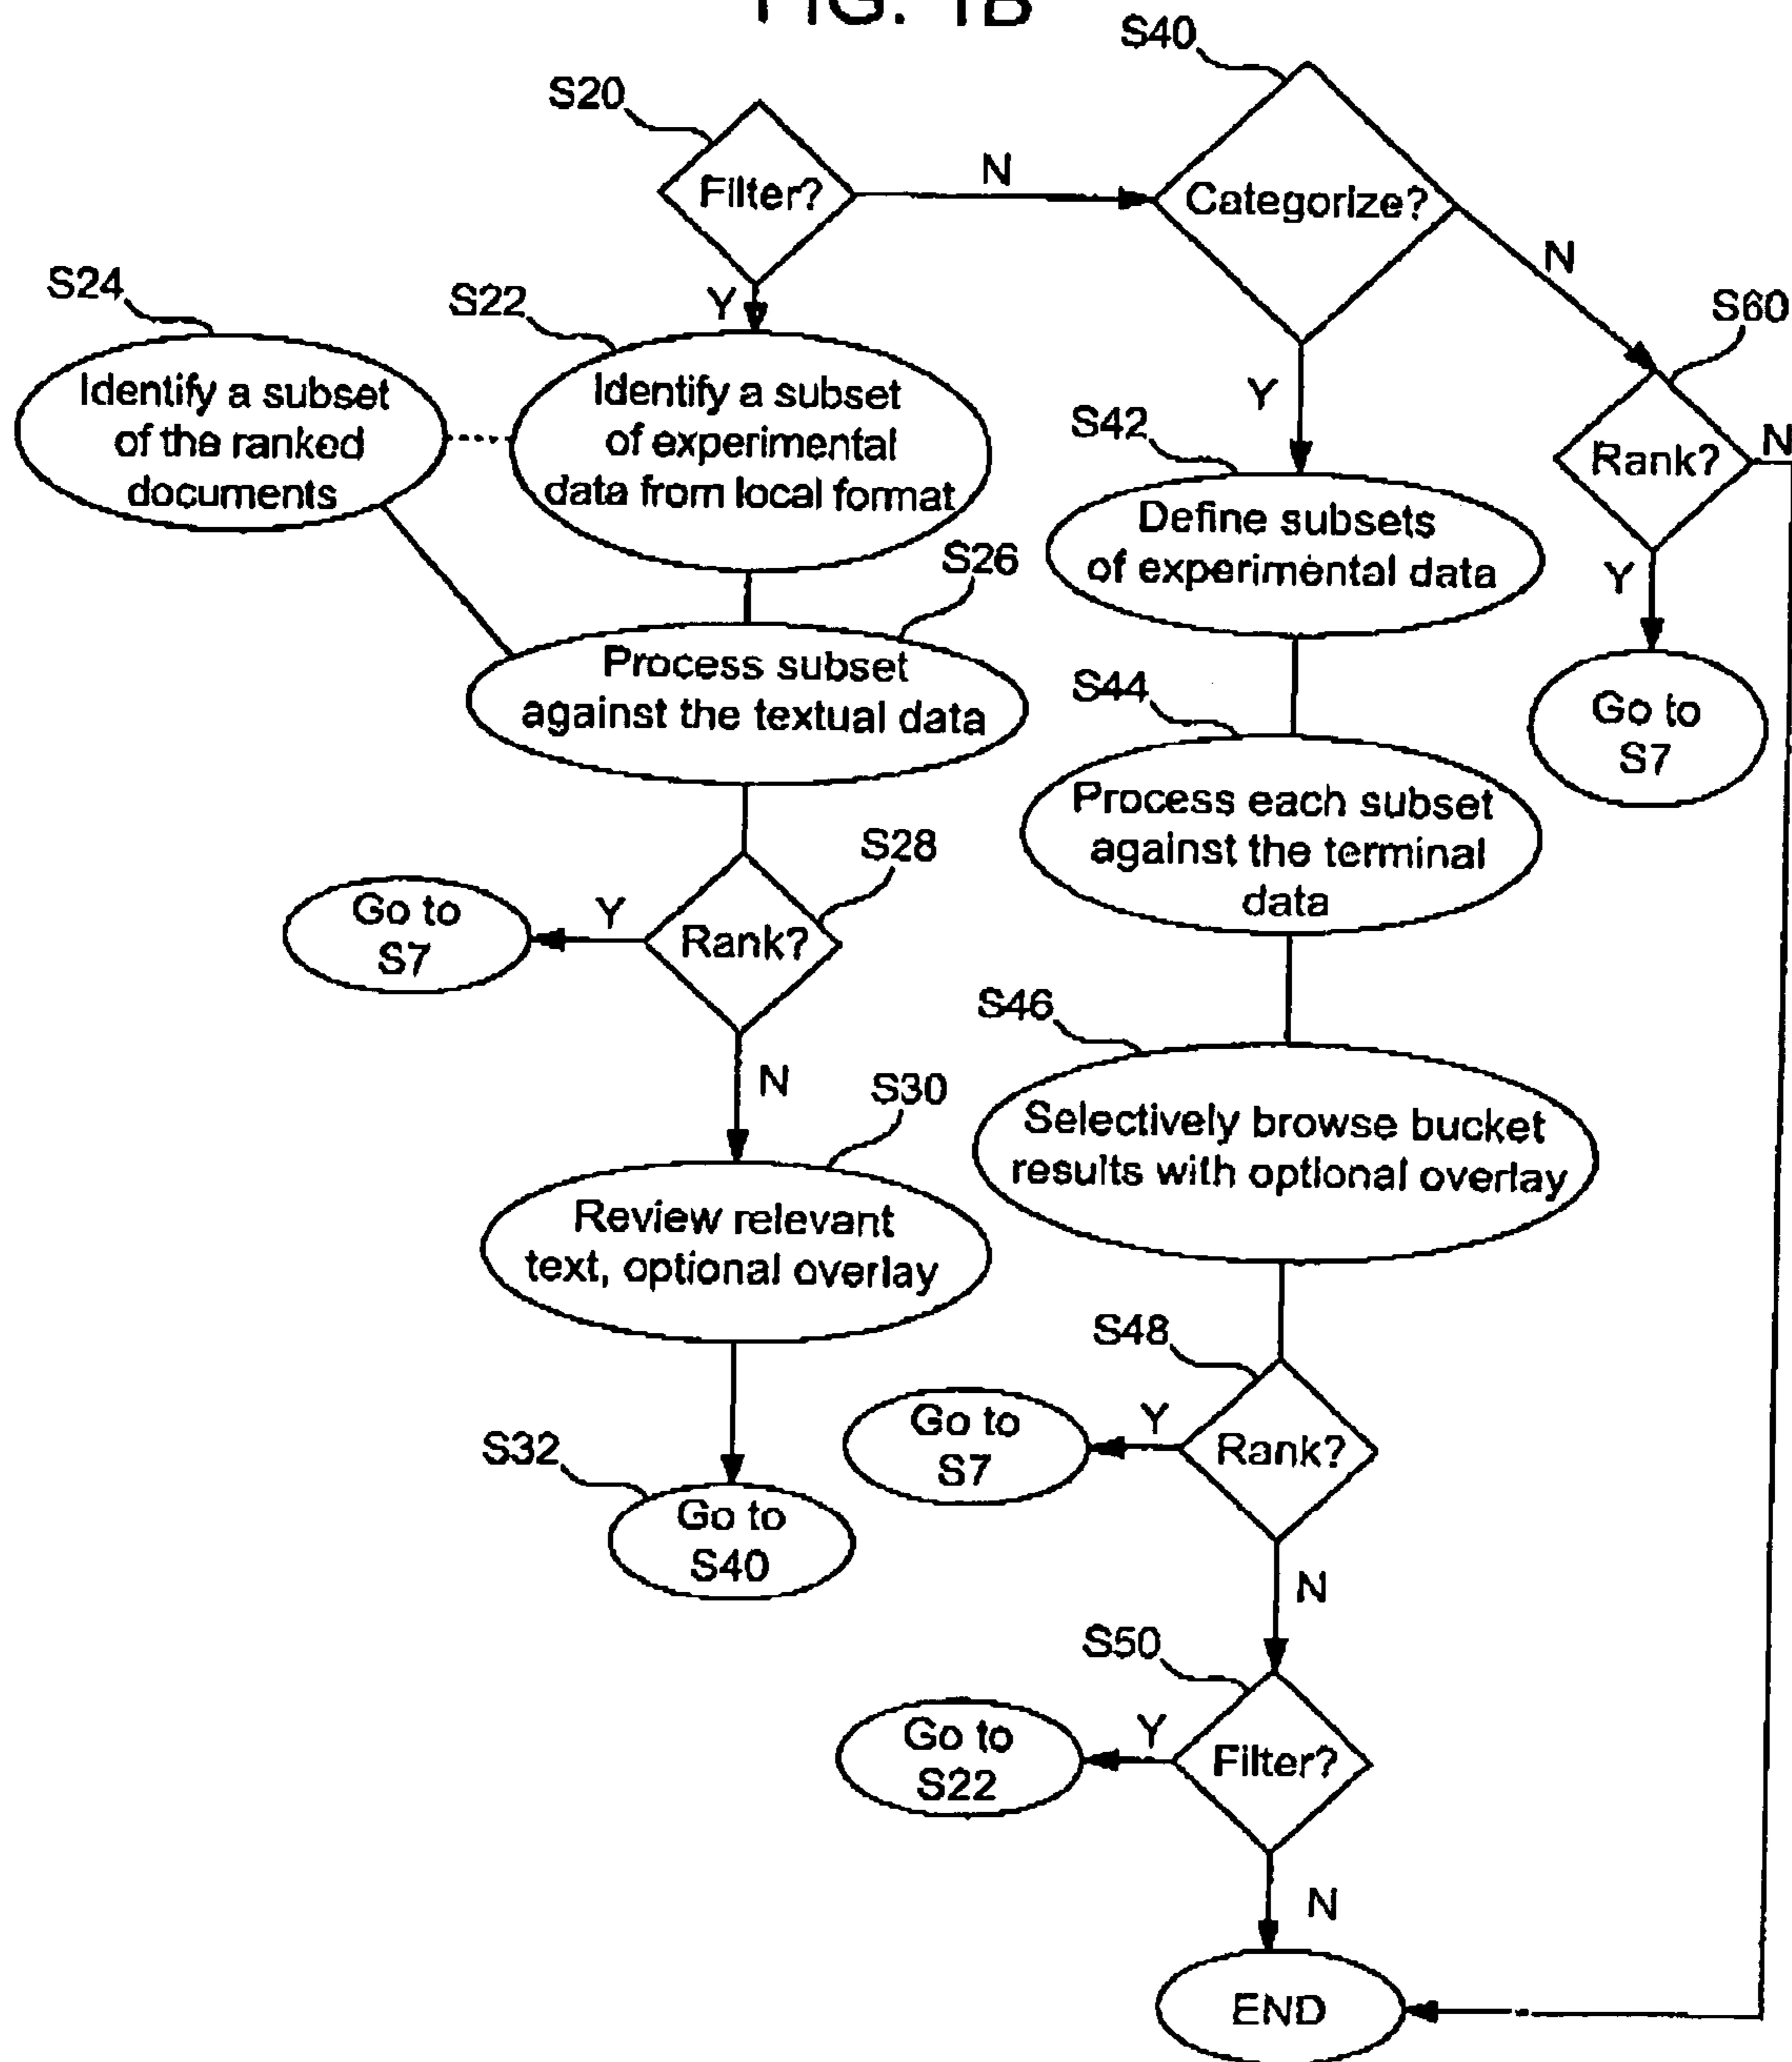 FIG. 1B
S40
S20
Filter?
N
Categorize?
N
S24
S22
Y
S60
Identify a subset
of the ranked
documents
Identify a subset
of experimental
data from local format
Y
S42
Rank?
N
Define subsets
of experimental data
Y
S26
Process subset
against the textual data
S44
Go to
S7
Process each subset
against the terminal
data
S28
Go to
S7
Y
Rank?
S46
N
S30
Selectively browse bucket
results with optional overlay
Review relevant
text, optional overlay
S48
Go to
S7
Y
Rank?
S32
Go to
S40
N
S50
Go to
S22
Y
Filter?
N
END